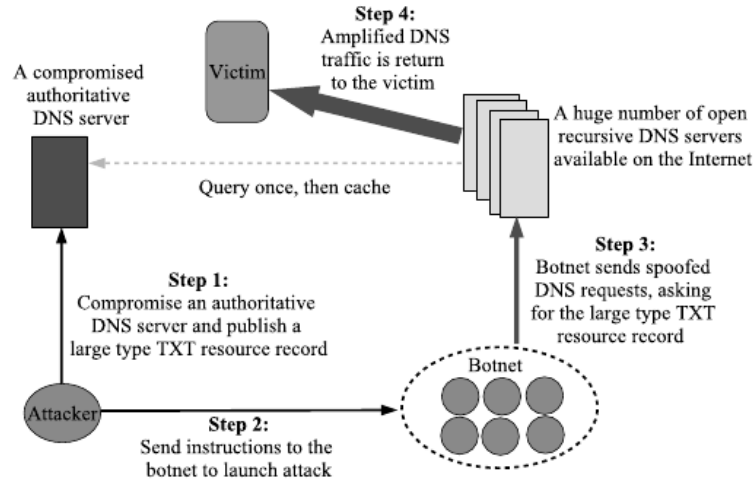 Step 4:
Amplified DNS
traffic is return
to the victim
Victim
A compromised
authoritative
DNS server
A huge number of open
recursive DNS servers
available on the Internet
Query once, then cache
Step 1:
Compromise an authoritative
DNS server and publish a
large type TXT resource record
Step 3:
Botnet sends spoofed
DNS requests, asking
for the large type TXT
resource record
Botnet
Attacker
Step 2:
Send instructions to the
botnet to launch attack